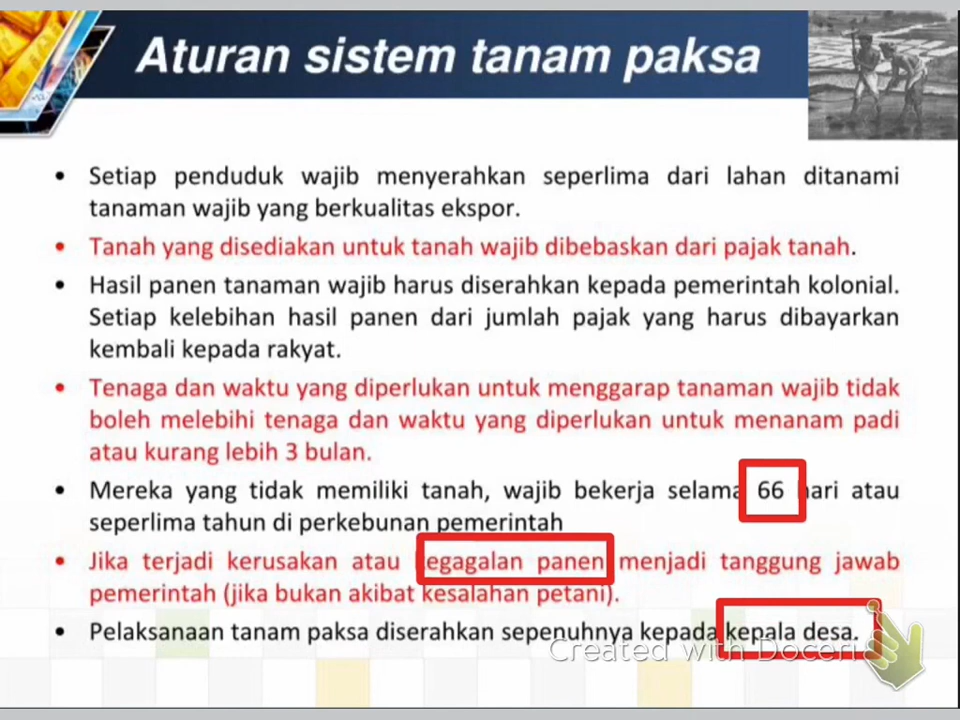 Aturan sistem tanam paksa
• Setiap penduduk wajib menyerahkan seperlima dari lahan ditanami
tanaman wajib yang berkualitas ekspor.
• Tanah yang disediakan untuk tanah wajib dibebaskan dari pajak tanah.
• Hasil panen tanaman wajib harus diserahkan kepada pemerintah kolonial.
Setiap kelebihan hasil panen dari jumlah pajak yang harus dibayarkan
kembali kepada rakyat.
• Tenaga dan waktu yang diperlukan untuk menggarap tanaman wajib tidak
boleh melebihi tenaga dan waktu yang diperlukan untuk menanam padi
atau kurang lebih 3 bulan.
• Mereka yang tidak memiliki tanah, wajib bekerja selama 66 hari atau
seperlima tahun di perkebunan pemerintah
• Jika terjadi kerusakan atau kegagalan panen menjadi tanggung jawab
pemerintah (jika bukan akibat kesalahan petani).
• Pelaksanaan tanam paksa diserahkan sepenuhnya kepada kepala desa.
Created with Doceri